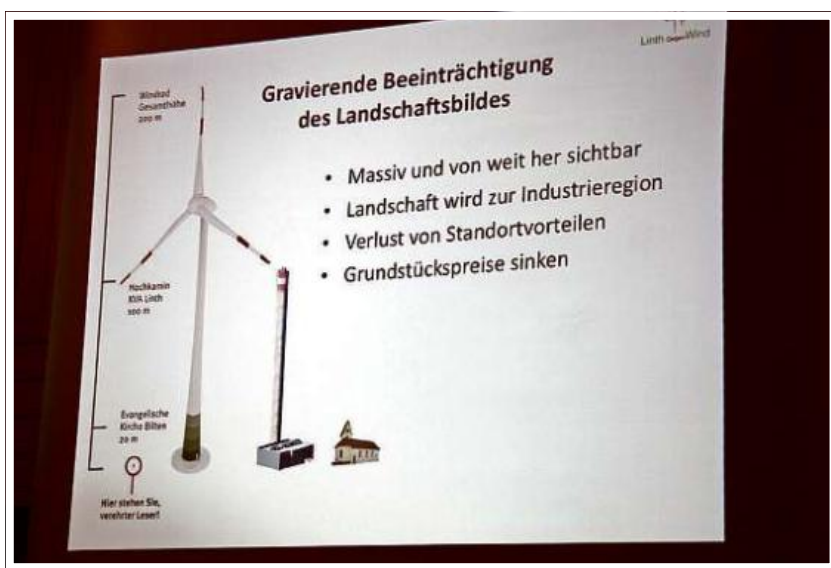 Linth Gegen Wind
Gravierende Beeinträchtigung
des Landschaftsbildes
• Massiv und von weit her sichtbar
• Landschaft wird zur Industrieregion
• Verlust von Standortvorteilen
• Grundstückspreise sinken
Windrad
Gesamthöhe
200 m
Hochkamin
KVA Linth
100 m
Evangelische
Kirche Bilten
20 m
Hier stehen Sie,
verehrter Leser!